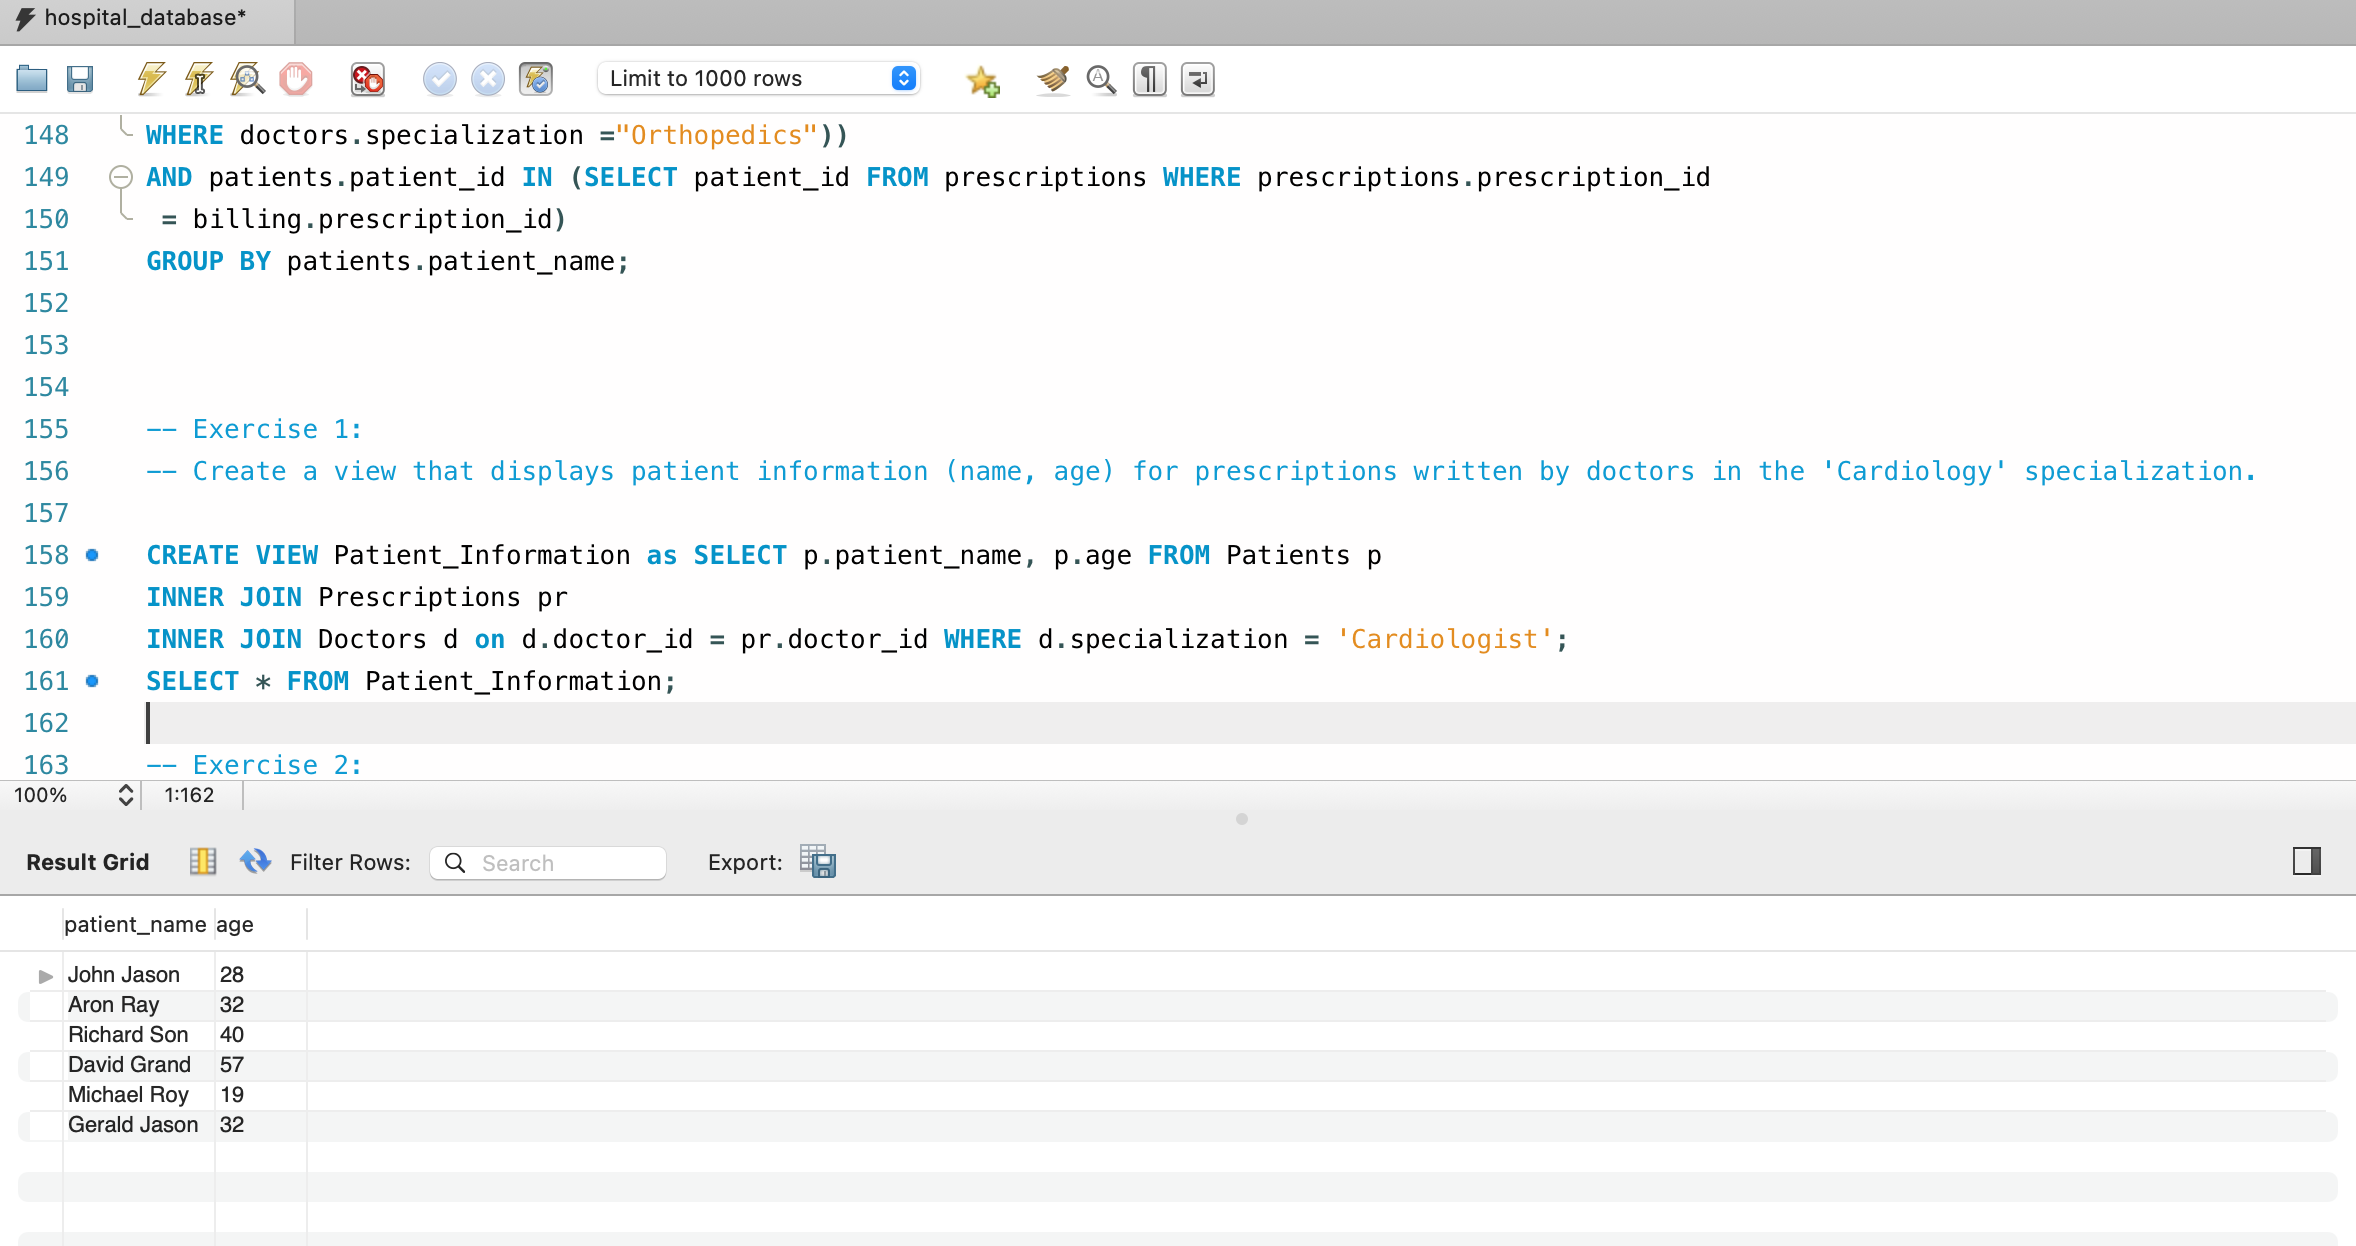 hospital_database*
Limit to 1000 rows
148 WHERE doctors.specialization ="Orthopedics"))
149 AND patients.patient_id IN (SELECT patient_id FROM prescriptions WHERE prescriptions.prescription_id
150 = billing.prescription_id)
151 GROUP BY patients.patient_name;
152
153
154
155 -- Exercise 1:
156 -- Create a view that displays patient information (name, age) for prescriptions written by doctors in the 'Cardiology' specialization.
157
158 CREATE VIEW Patient_Information as SELECT p.patient_name, p.age FROM Patients p
159 INNER JOIN Prescriptions pr
160 INNER JOIN Doctors d on d.doctor_id = pr.doctor_id WHERE d.specialization = 'Cardiologist';
161 SELECT * FROM Patient_Information;
162
163 -- Exercise 2:
100% 1:162
Result Grid Filter Rows: Search Export:
patient_name age
John Jason 28
Aron Ray 32
Richard Son 40
David Grand 57
Michael Roy 19
Gerald Jason 32